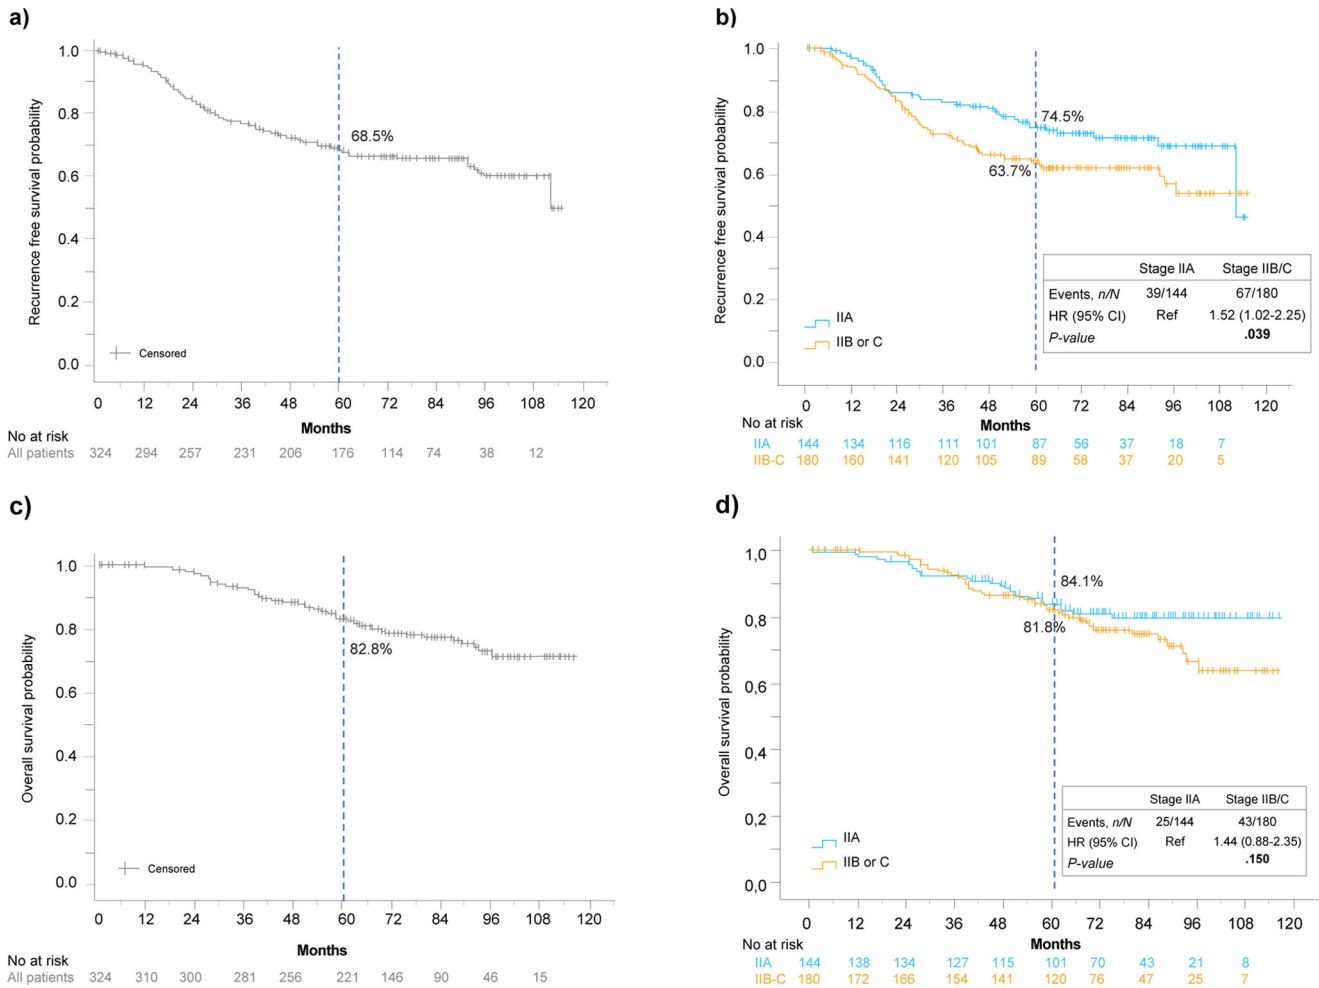 a)
Recurrence free survival probability
1.0
0.8
0.6
0.4
0.2
0.0
68.5%
Censored
0 12 24 36 48 60 72 84 96 108 120
Months
No at risk
All patients 324 294 257 231 206 176 114 74 38 12
b)
Recurrence free survival probability
1.0
0.8
0.6
0.4
0.2
0.0
74.5%
63.7%
IIA
IIB or C
Stage IIA Stage IIB/C
Events, n/N 39/144 67/180
HR (95% CI) Ref 1.52 (1.02-2.25)
P-value .039
0 12 24 36 48 60 72 84 96 108 120
Months
No at risk
IIA 144 134 116 111 101 87 56 37 18 7
IIB-C 180 160 141 120 105 89 58 37 20 5
c)
Overall survival probability
1.0
0.8
0.6
0.4
0.2
0.0
82.8%
Censored
0 12 24 36 48 60 72 84 96 108 120
Months
No at risk
All patients 324 310 300 281 256 221 146 90 46 15
d)
Overall survival probability
1,0
0,8
0,6
0,4
0,2
0,0
84.1%
81.8%
IIA
IIB or C
Stage IIA Stage IIB/C
Events, n/N 25/144 43/180
HR (95% CI) Ref 1.44 (0.88-2.35)
P-value .150
0 12 24 36 48 60 72 84 96 108 120
Months
No at risk
IIA 144 138 134 127 115 101 70 43 21 8
IIB-C 180 172 166 154 141 120 76 47 25 7